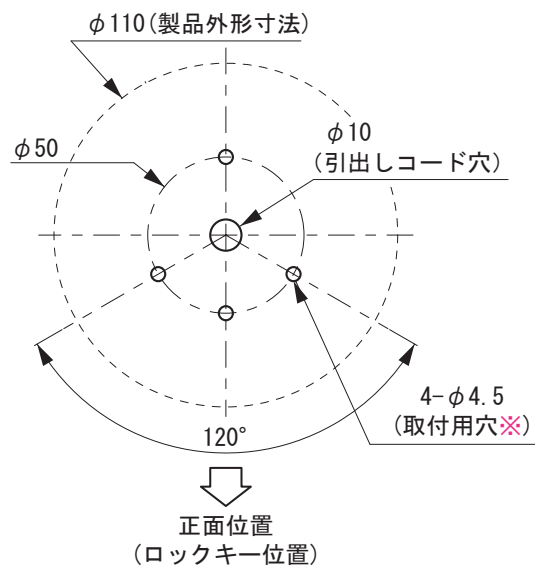 φ110(製品外形寸法)
φ50
φ10
(引出しコード穴)
4-φ4.5
(取付用穴※)
120°
正面位置
(ロックキー位置)